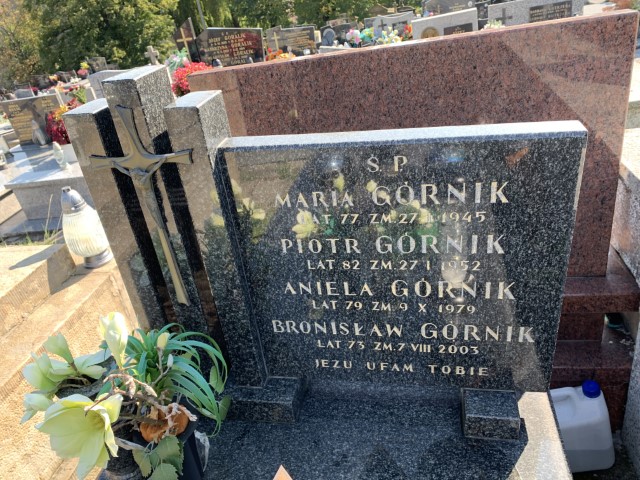 Ś P
MARIA GÓRNIK
LAT 77 ZM. 27 I 1945
PIOTR GÓRNIK
LAT 82 ZM. 27 I 1952
ANIELA GÓRNIK
LAT 79 ZM. 9 X 1979
BRONISŁAW GÓRNIK
LAT 73 ZM. 7 VIII 2003
JEZU UFAM TOBIE